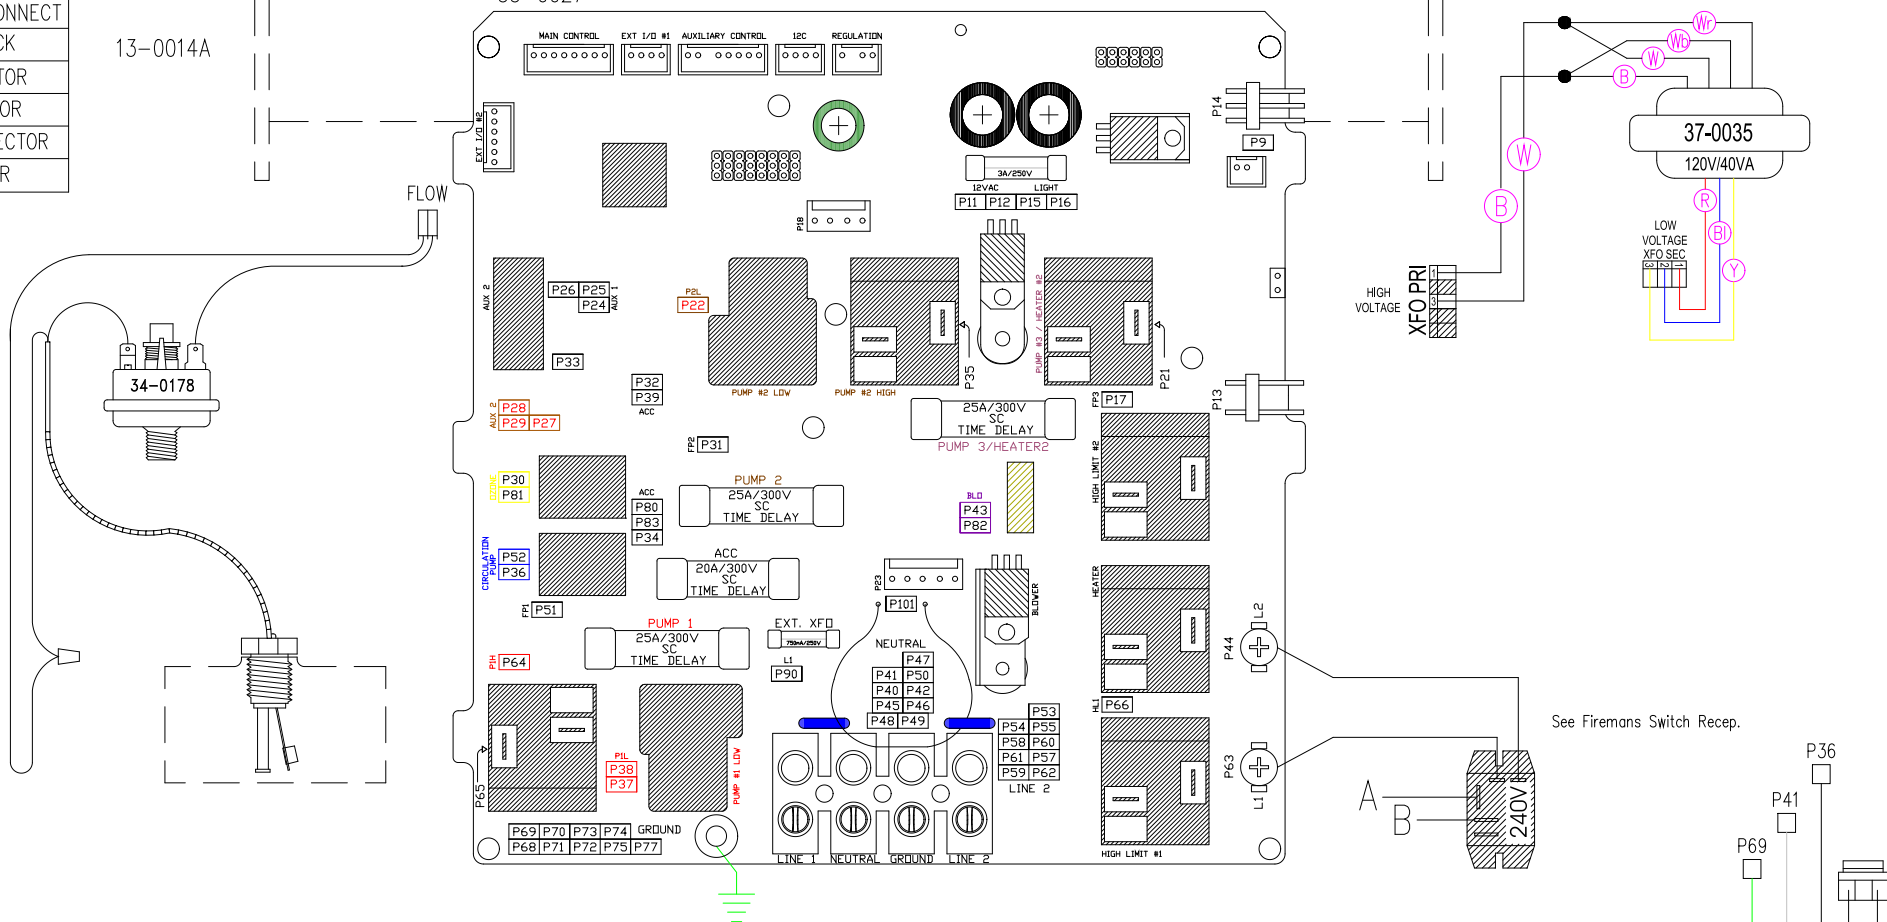 ONNECT
CK
TOR
OR
ECTOR
R
13-0014A
MAIN CONTROL
EXT I/O #1
AUXILIARY CONTROL
12C
REGULATION
EXT I/O #2
P14
P9
3A/250V
12VAC
LIGHT
P11
P12
P15
P16
P18
FLOW
34-0178
AUX 2
P26
P25
P24
AUX 1
P33
P2L
P22
PUMP #2 LOW
PUMP #2 HIGH
P35
PUMP #3 / HEATER #2
P21
P32
P39
ACC
AUX 2
P28
P29
P27
FP2
P31
25A/300V
SC
TIME DELAY
PUMP 3/HEATER2
FP3
P17
P13
HIGH LIMIT #2
P30
P81
ACC
P80
P83
P34
PUMP 2
25A/300V
SC
TIME DELAY
BLO
P43
P82
CIRCULATION
PUMP
P52
P36
ACC
20A/300V
SC
TIME DELAY
P23
P101
BLOWER
HEATER
FP1
P51
PUMP 1
25A/300V
SC
TIME DELAY
EXT. XFO
750mA/250V
L1
P90
P1H
P64
NEUTRAL
P47
P41
P50
P40
P42
P45
P46
P48
P49
P44
L2
HL1
P66
P53
P54
P55
P58
P60
P61
P57
P59
P62
LINE 2
P65
P1L
P38
P37
PUMP #1 LOW
P63
L1
P69
P70
P73
P74
GROUND
P68
P71
P72
P75
P77
LINE 1
NEUTRAL
GROUND
LINE 2
HIGH LIMIT #1
Wr
Wb
W
B
37-0035
120V/40VA
W
B
R
Bl
Y
LOW
VOLTAGE
XFO SEC
3
2
1
HIGH
VOLTAGE
XFO PRI
1
3
See Firemans Switch Recep.
A
B
240V
P36
P41
P69